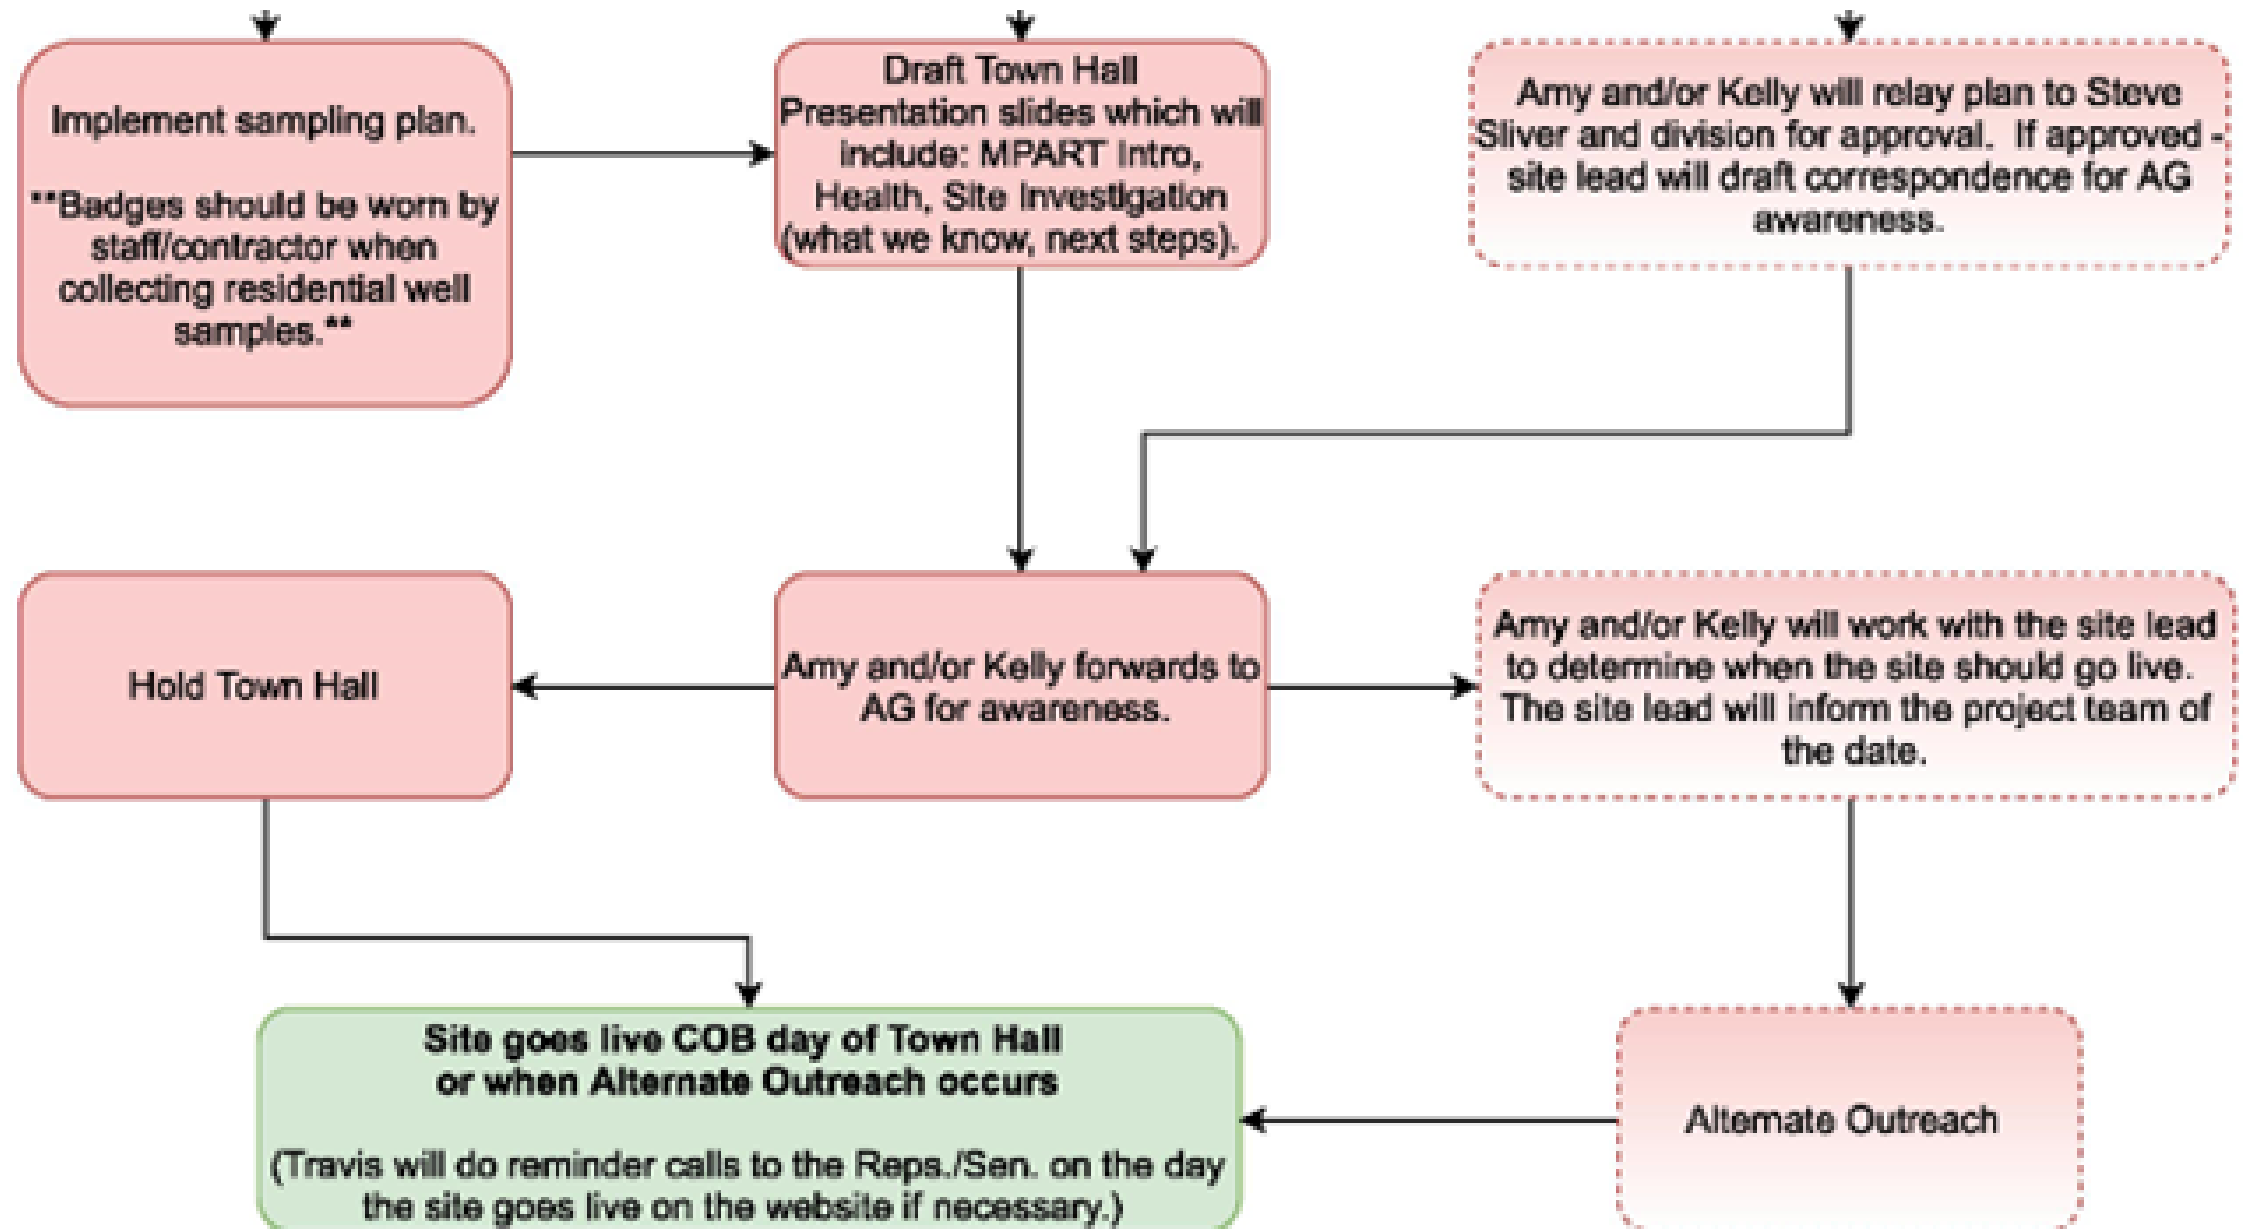 Implement sampling plan.
**Badges should be worn by
staff/contractor when
collecting residential well
samples.**
Draft Town Hall
Presentation slides which will
include: MPART Intro,
Health, Site Investigation
(what we know, next steps).
Amy and/or Kelly will relay plan to Steve
Sliver and division for approval.  If approved -
site lead will draft correspondence for AG
awareness.
Hold Town Hall
Amy and/or Kelly forwards to
AG for awareness.
Amy and/or Kelly will work with the site lead
to determine when the site should go live.
The site lead will inform the project team of
the date.
Site goes live COB day of Town Hall
or when Alternate Outreach occurs
(Travis will do reminder calls to the Reps./Sen. on the day
the site goes live on the website if necessary.)
Alternate Outreach